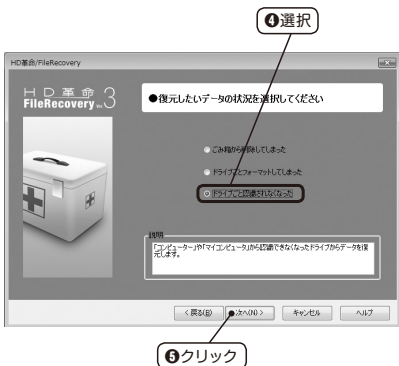 ❹選択
HD革命/FileRecovery
HD革命
FileRecovery Ver.3
●復元したいデータの状況を選択してください
ごみ箱から削除してしまった
ドライブごとフォーマットしてしまった
ドライブごと認識されなくなった
説明
「コンピューター」や「マイコンピュータ」から認識できなくなったドライブからデータを復
元します。
< 戻る(B)
次へ(N) >
キャンセル
ヘルプ
❺クリック